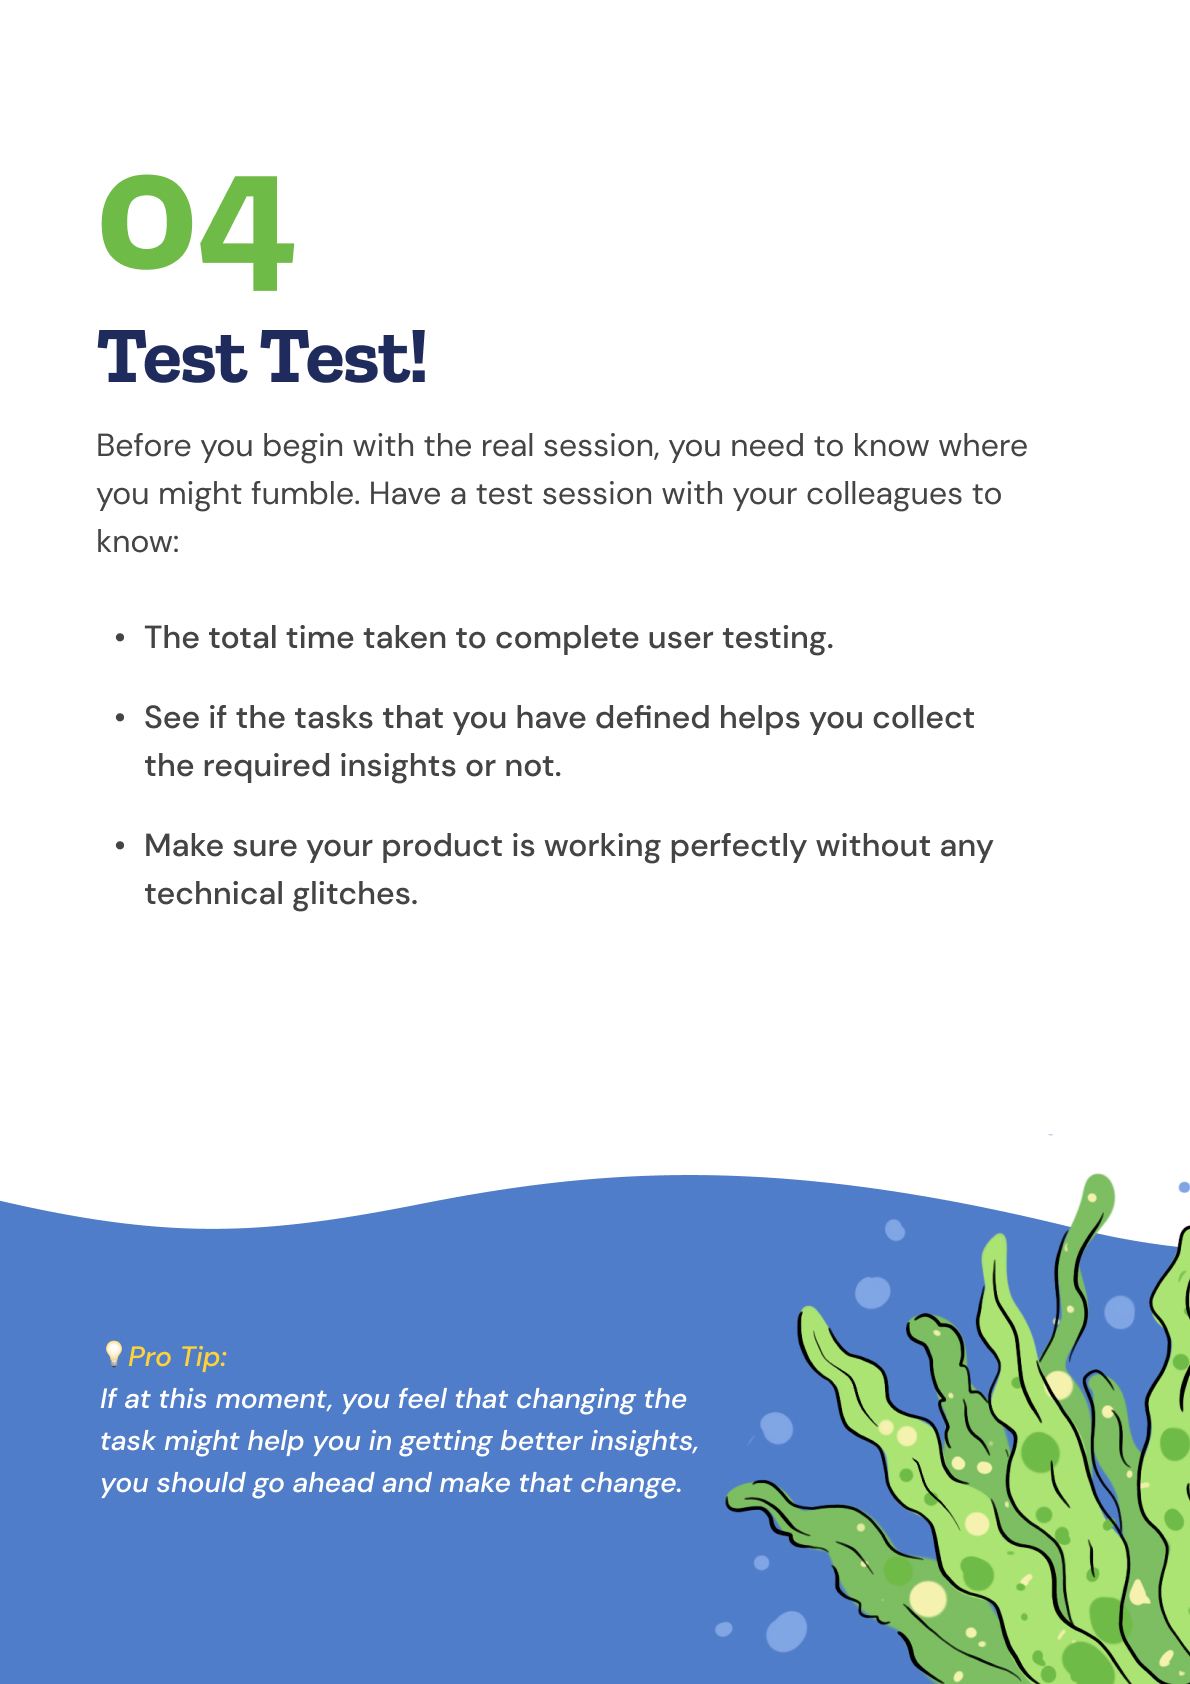 04
Test Test!
Before you begin with the real session, you need to know where
you might fumble. Have a test session with your colleagues to
know:
• The total time taken to complete user testing.
• See if the tasks that you have defined helps you collect
the required insights or not.
• Make sure your product is working perfectly without any
technical glitches.
💡Pro Tip:
If at this moment, you feel that changing the
task might help you in getting better insights,
you should go ahead and make that change.